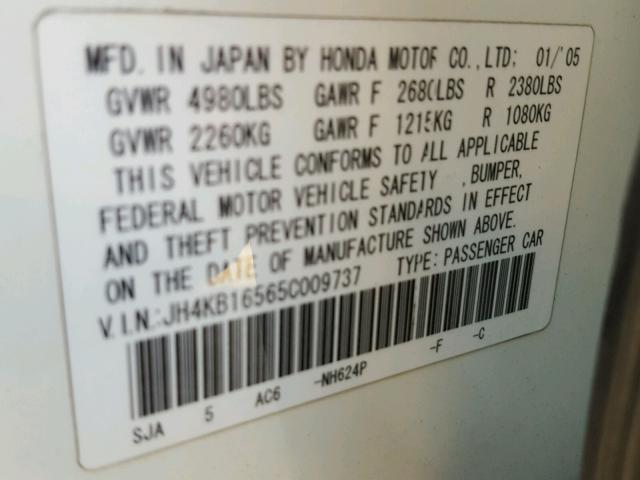 MFD. IN JAPAN BY HONDA MOTOR CO., LTD; 01/'05
GVWR 4980LBS GAWR F 2680LBS R 2380LBS
GVWR 2260KG GAWR F 1215KG R 1080KG
THIS VEHICLE CONFORMS TO ALL APPLICABLE
FEDERAL MOTOR VEHICLE SAFETY , BUMPER,
AND THEFT PREVENTION STANDARDS IN EFFECT
ON THE DATE OF MANUFACTURE SHOWN ABOVE.
V.I.N.:JH4KB16565C009737 TYPE: PASSENGER CAR
SJA 5 AC6 -NH624P -F -C